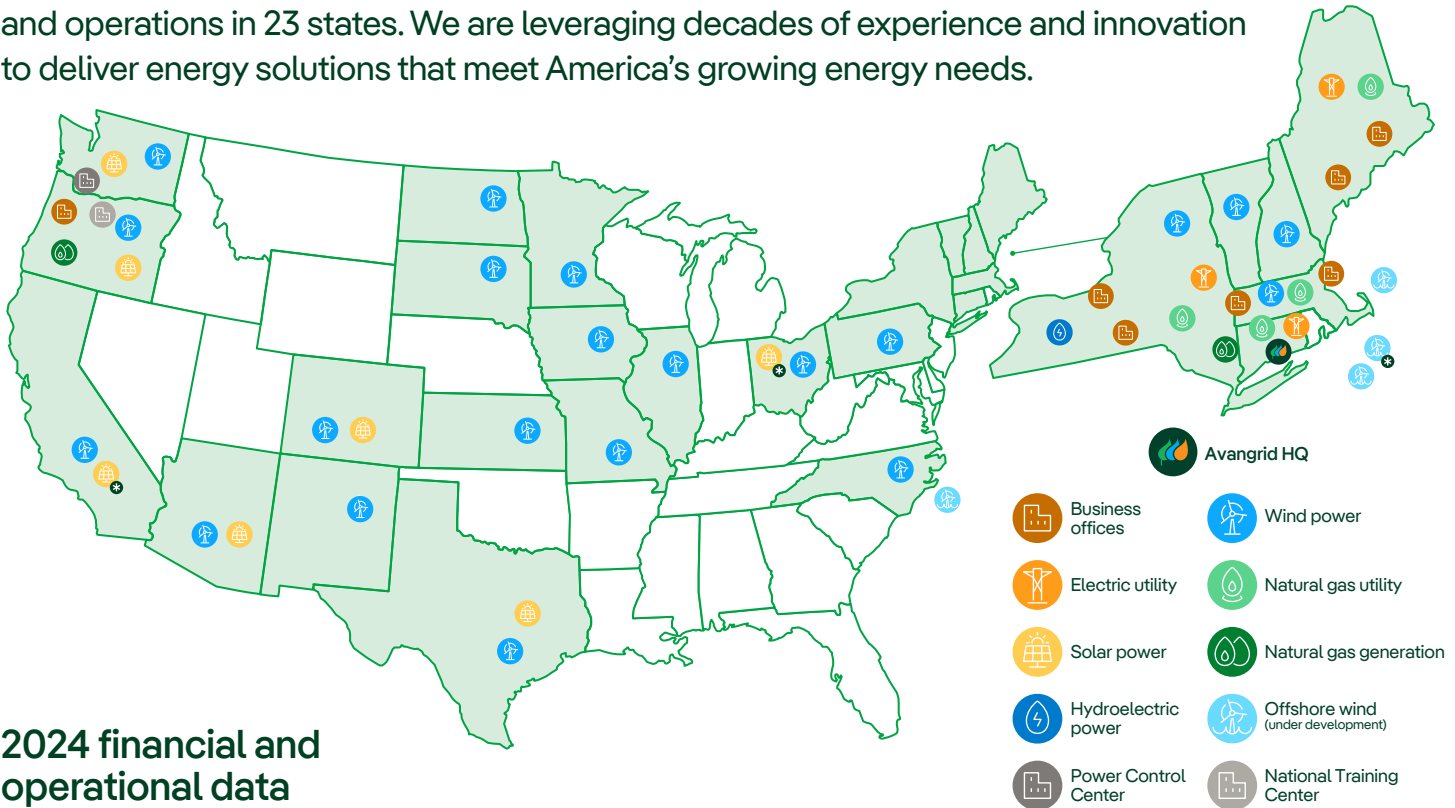 and operations in 23 states. We are leveraging decades of experience and innovation
to deliver energy solutions that meet America’s growing energy needs.
*
*
*
Avangrid HQ
Business
offices
Wind power
Electric utility
Natural gas utility
Solar power
Natural gas generation
Hydroelectric
power
Offshore wind
(under development)
Power Control
Center
National Training
Center
2024 financial and
operational data